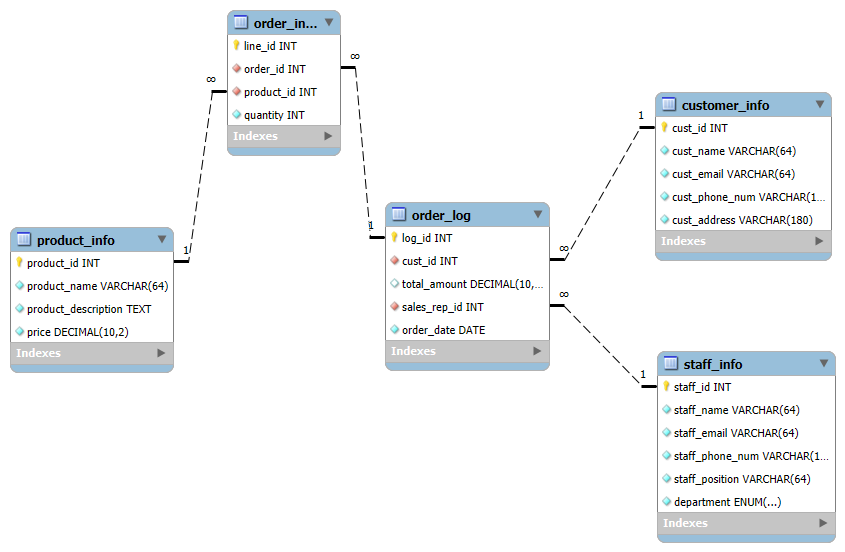 order_in...
line_id INT
order_id INT
product_id INT
quantity INT
Indexes
∞
∞
product_info
product_id INT
product_name VARCHAR(64)
product_description TEXT
price DECIMAL(10,2)
Indexes
1
order_log
log_id INT
cust_id INT
total_amount DECIMAL(10,...
sales_rep_id INT
order_date DATE
Indexes
1
∞
∞
customer_info
cust_id INT
cust_name VARCHAR(64)
cust_email VARCHAR(64)
cust_phone_num VARCHAR(1...
cust_address VARCHAR(180)
Indexes
1
staff_info
staff_id INT
staff_name VARCHAR(64)
staff_email VARCHAR(64)
staff_phone_num VARCHAR(1...
staff_position VARCHAR(64)
department ENUM(...)
Indexes
1